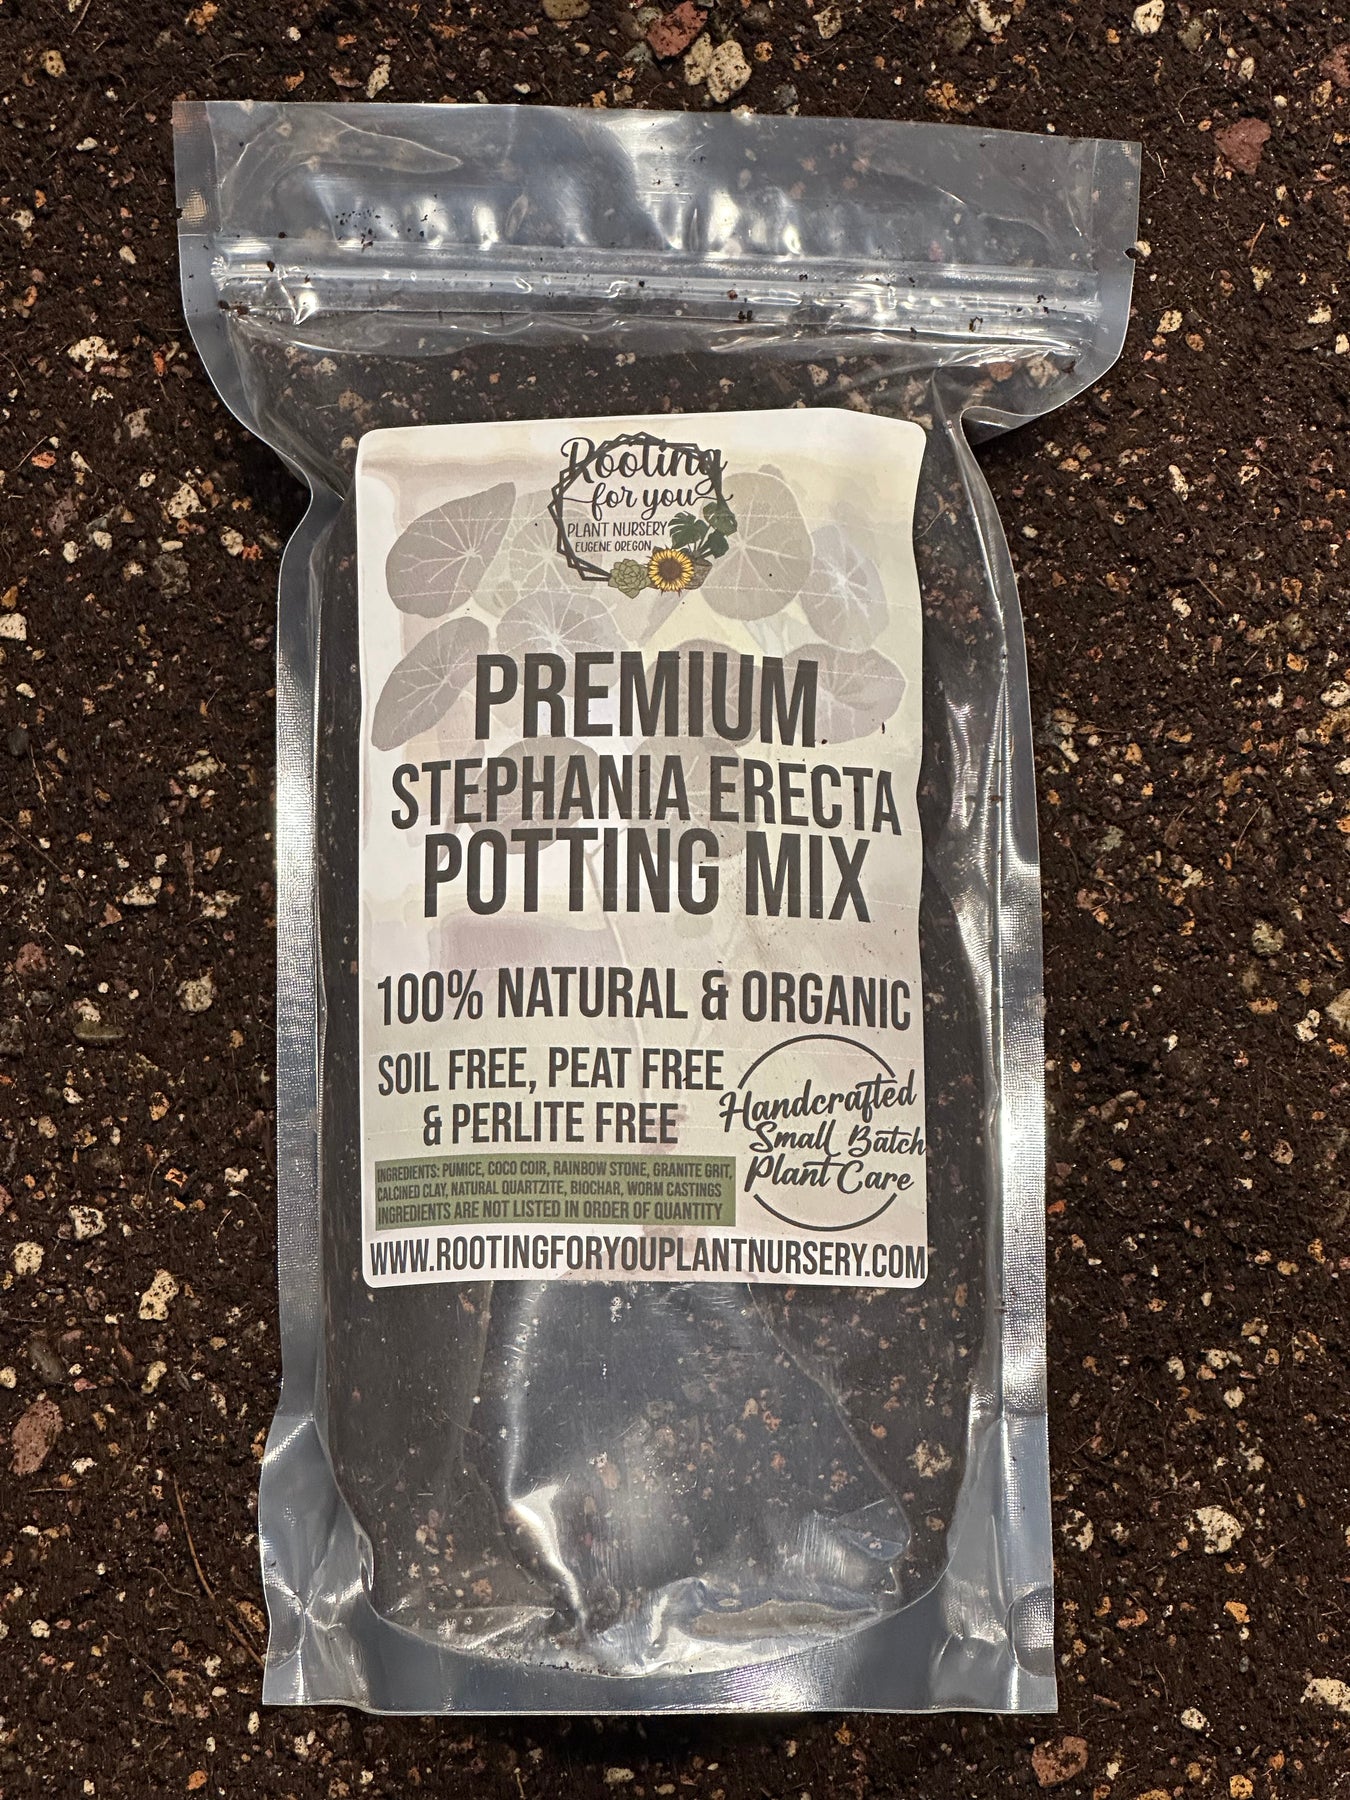 Rooting
for you
PLANT NURSERY
EUGENE OREGON
PREMIUM
STEPHANIA ERECTA
POTTING MIX
100% NATURAL & ORGANIC
SOIL FREE, PEAT FREE
& PERLITE FREE
Handcrafted
Small Batch
Plant Care
INGREDIENTS: PUMICE, COCO COIR, RAINBOW STONE, GRANITE GRIT,
CALCINED CLAY, NATURAL QUARTZITE, BIOCHAR, WORM CASTINGS
INGREDIENTS ARE NOT LISTED IN ORDER OF QUANTITY
WWW.ROOTINGFORYOUPLANTNURSERY.COM